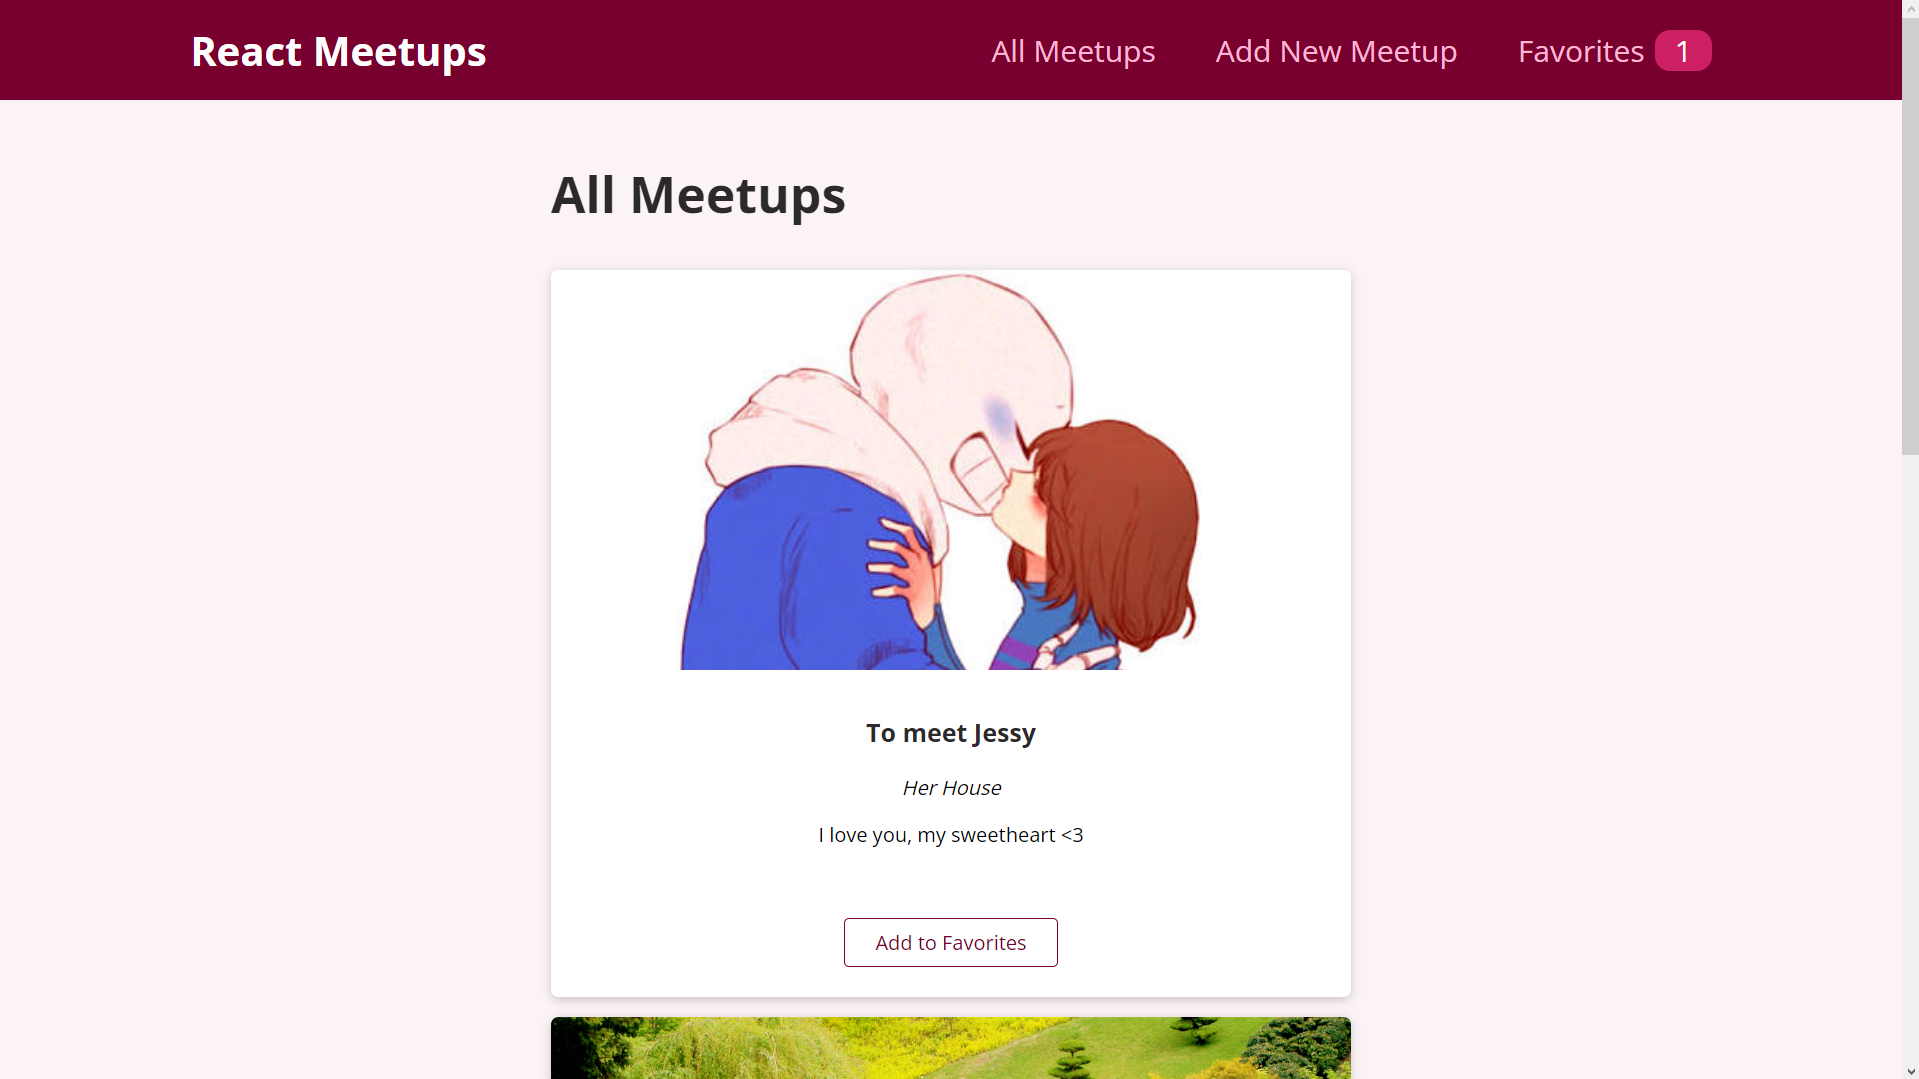 React Meetups
All Meetups
Add New Meetup
Favorites 1
All Meetups
To meet Jessy
Her House
I love you, my sweetheart <3
Add to Favorites